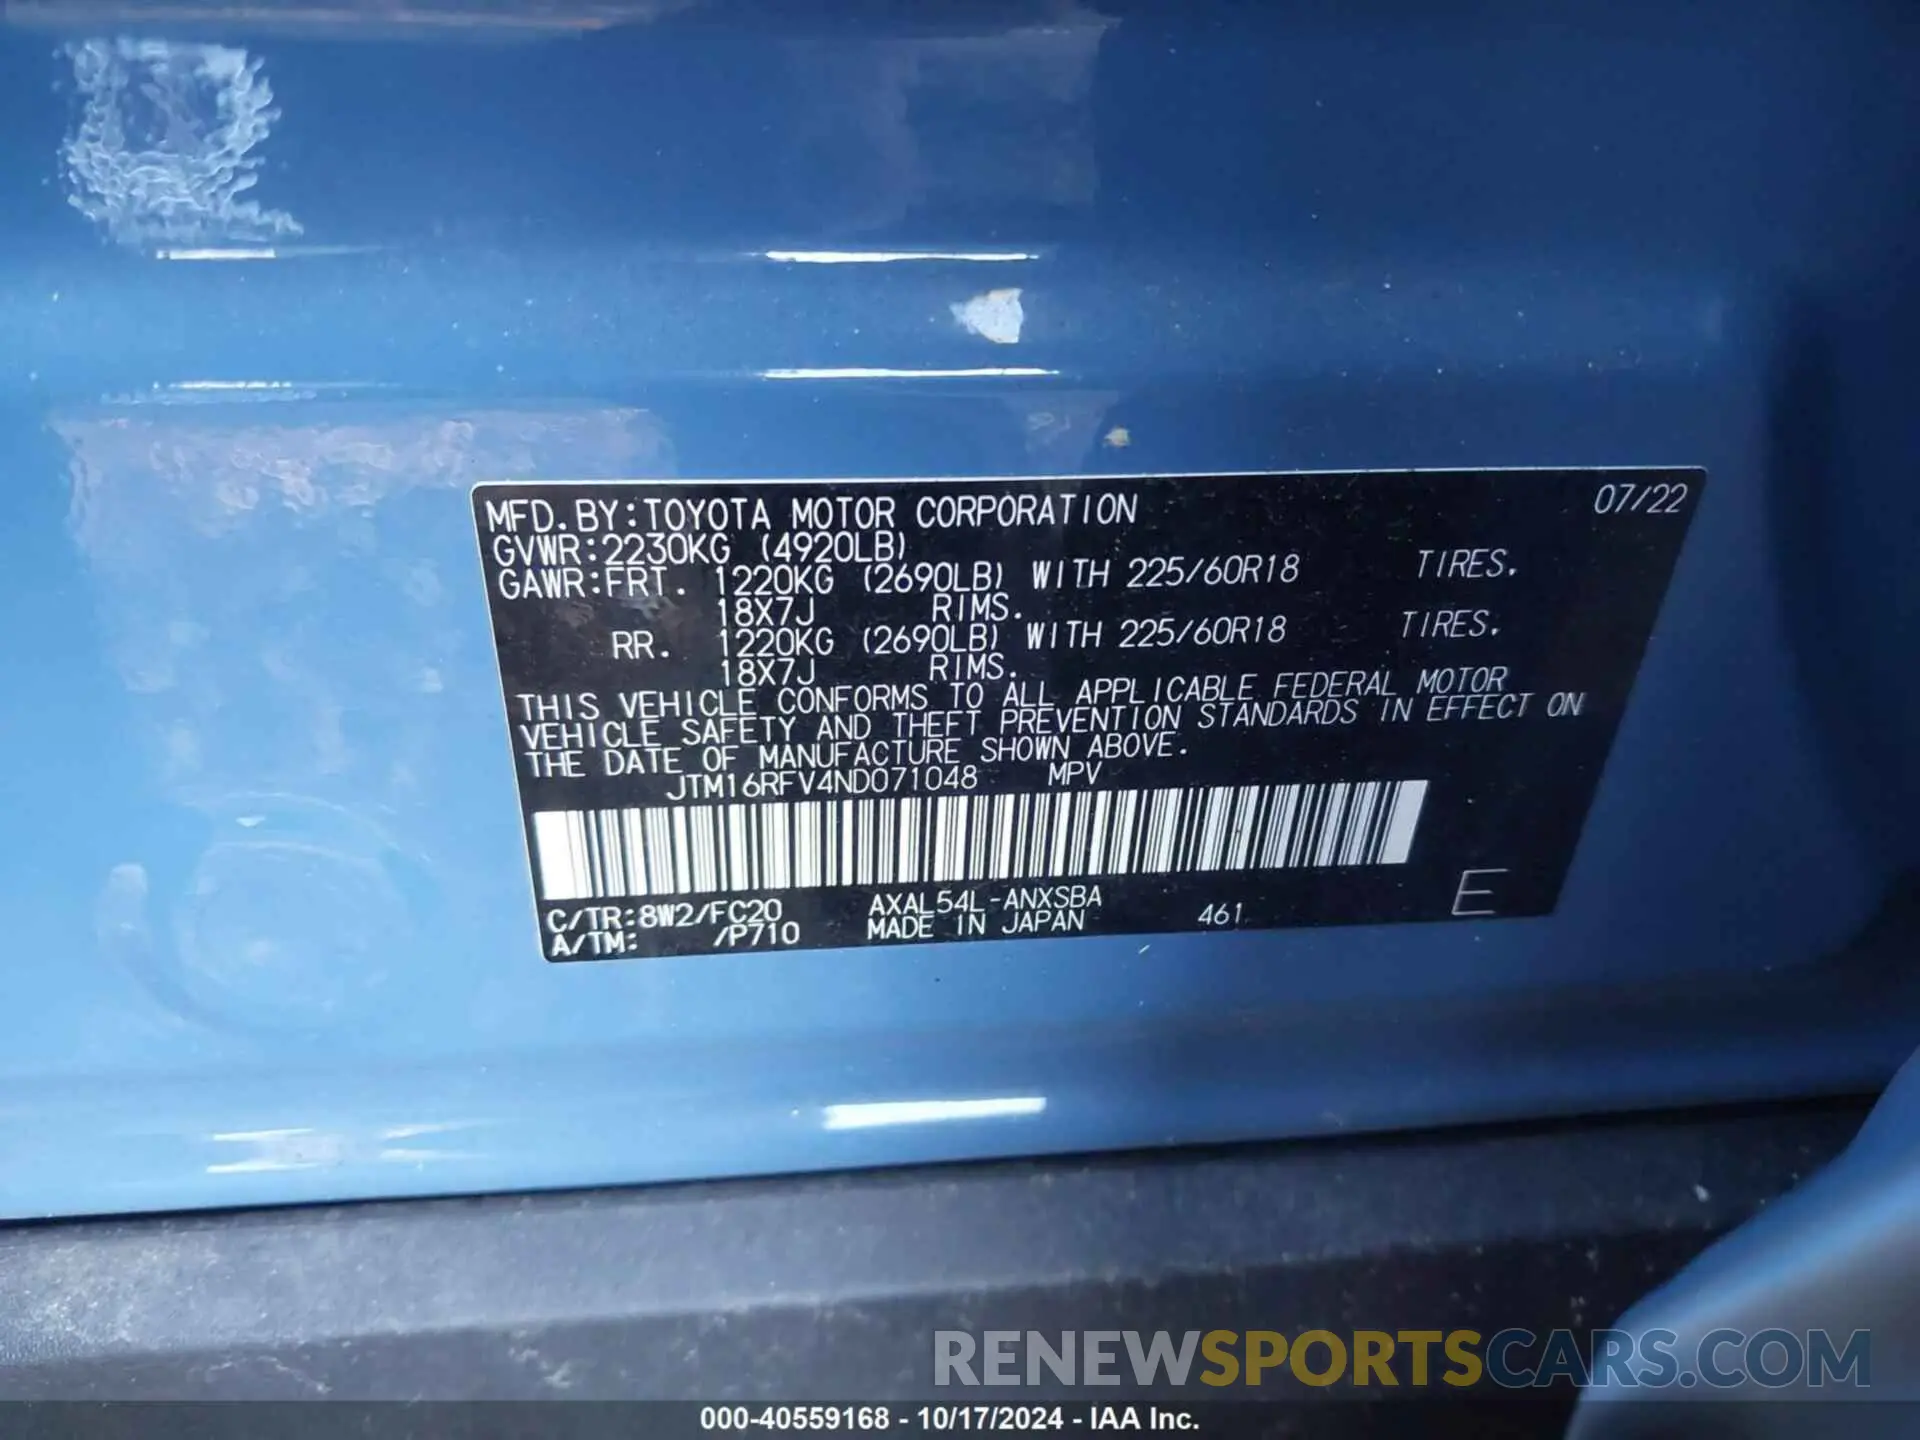 MFD.BY:TOYOTA MOTOR CORPORATION 07/22
GVWR:2230KG (4920LB)
GAWR:FRT. 1220KG (2690LB) WITH 225/60R18 TIRES.
18X7J RIMS.
RR. 1220KG (2690LB) WITH 225/60R18 TIRES.
18X7J RIMS.
THIS VEHICLE CONFORMS TO ALL APPLICABLE FEDERAL MOTOR
VEHICLE SAFETY AND THEFT PREVENTION STANDARDS IN EFFECT ON
THE DATE OF MANUFACTURE SHOWN ABOVE.
JTM16RFV4ND071048 MPV
C/TR:8W2/FC20 AXAL54L-ANXSBA
A/TM: /P710 MADE IN JAPAN 461 E
RENEWSPORTSCARS.COM
000-40559168 - 10/17/2024 - IAA Inc.